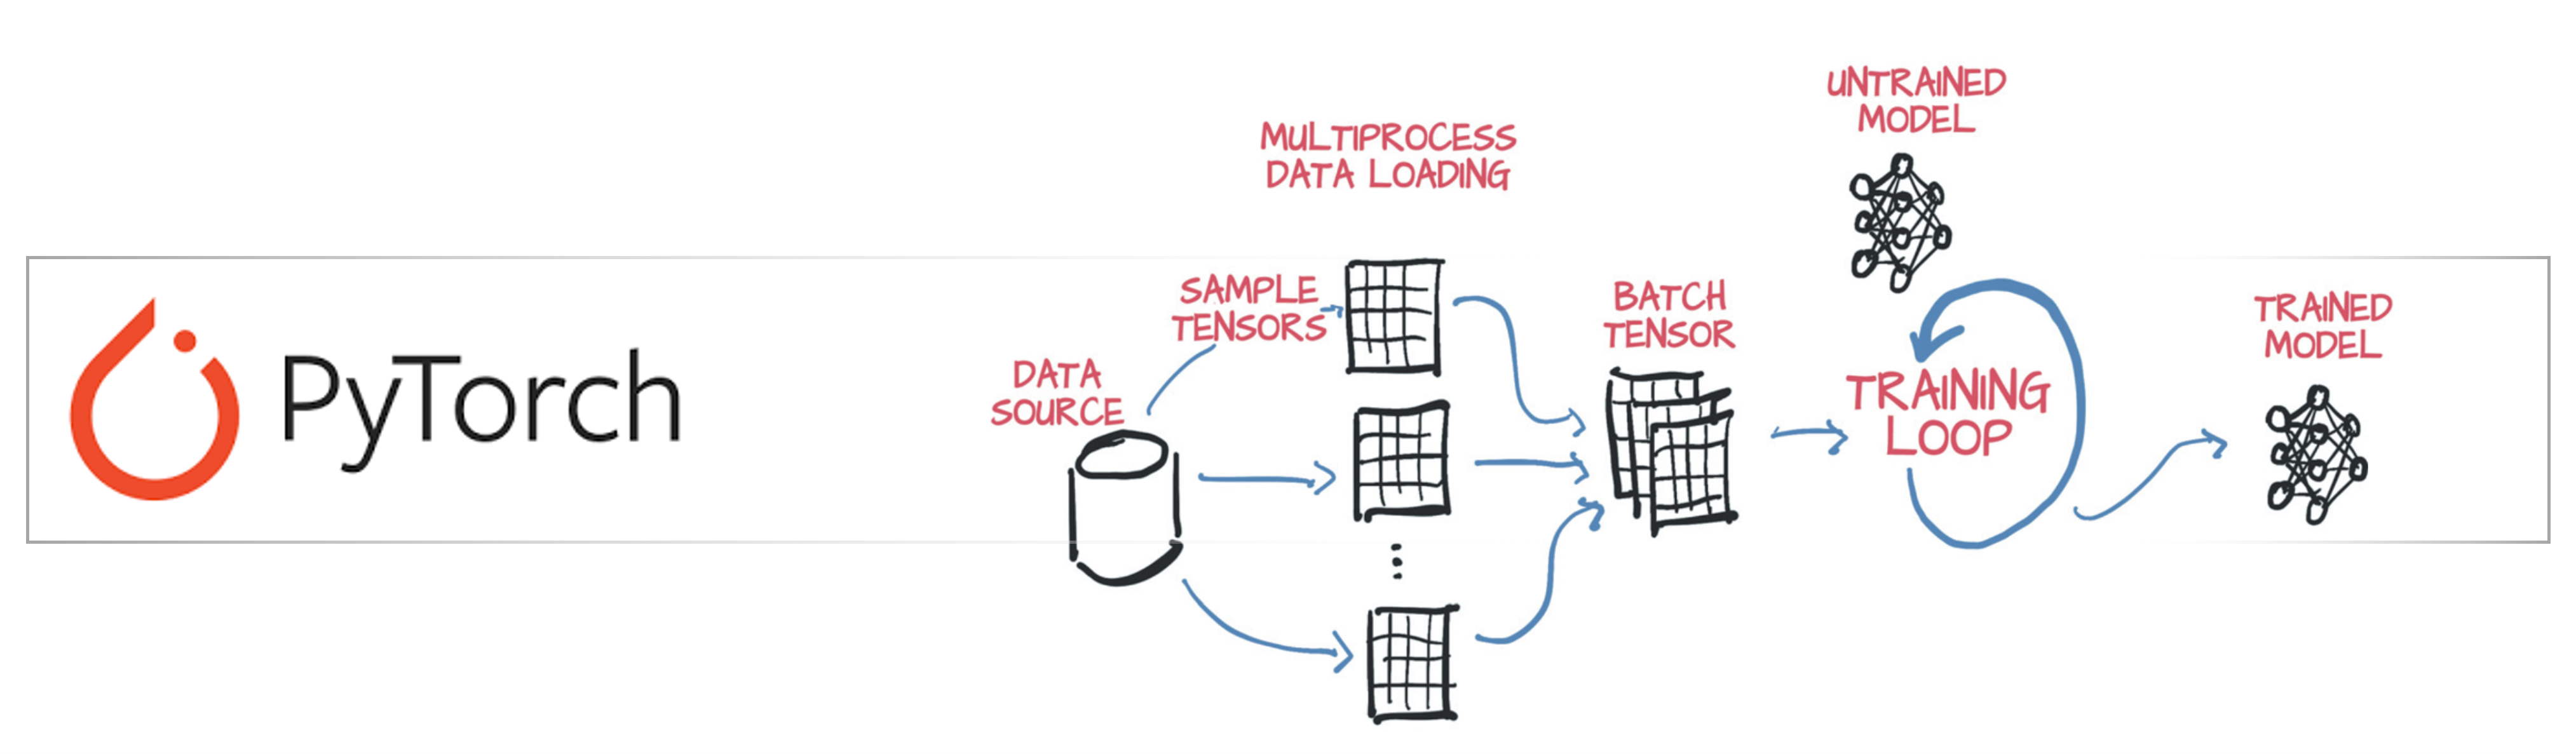 PyTorch
DATA
SOURCE
SAMPLE
TENSORS
MULTIPROCESS
DATA LOADING
BATCH
TENSOR
UNTRAINED
MODEL
TRAINING
LOOP
TRAINED
MODEL